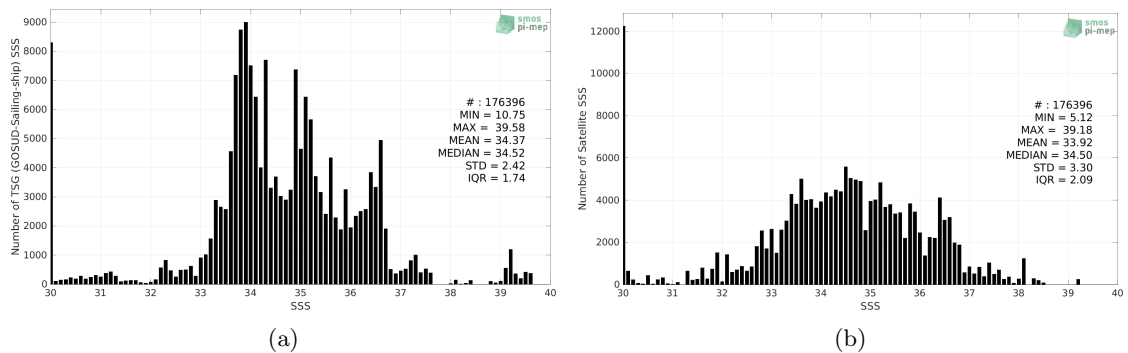 smos
pi-mep
Number of TSG (GOSUD-Sailing-ship) SSS
9000
8000
7000
6000
5000
4000
3000
2000
1000
0
# : 176396
MIN = 10.75
MAX = 39.58
MEAN = 34.37
MEDIAN = 34.52
STD = 2.42
IQR = 1.74
30 31 32 33 34 35 36 37 38 39 40
SSS
(a)
smos
pi-mep
Number of Satellite SSS
12000
10000
8000
6000
4000
2000
0
# : 176396
MIN = 5.12
MAX = 39.18
MEAN = 33.92
MEDIAN = 34.50
STD = 3.30
IQR = 2.09
30 31 32 33 34 35 36 37 38 39 40
SSS
(b)